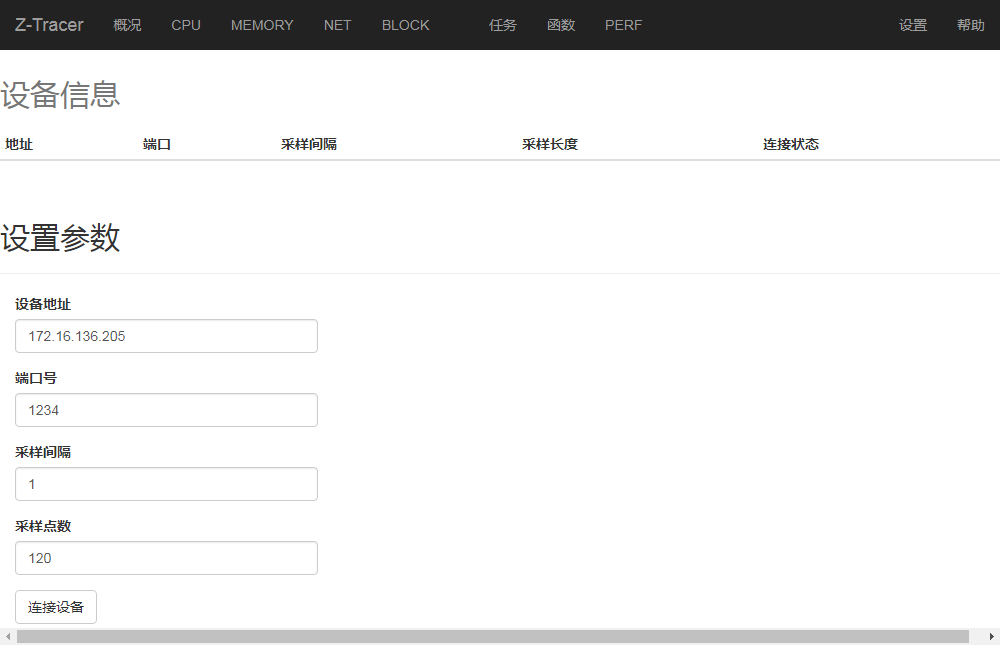 Z-Tracer 概况 CPU MEMORY NET BLOCK 任务 函数 PERF 设置 帮助
设备信息
地址 端口 采样间隔 采样长度 连接状态
设置参数
设备地址
172.16.136.205
端口号
1234
采样间隔
1
采样点数
120
连接设备